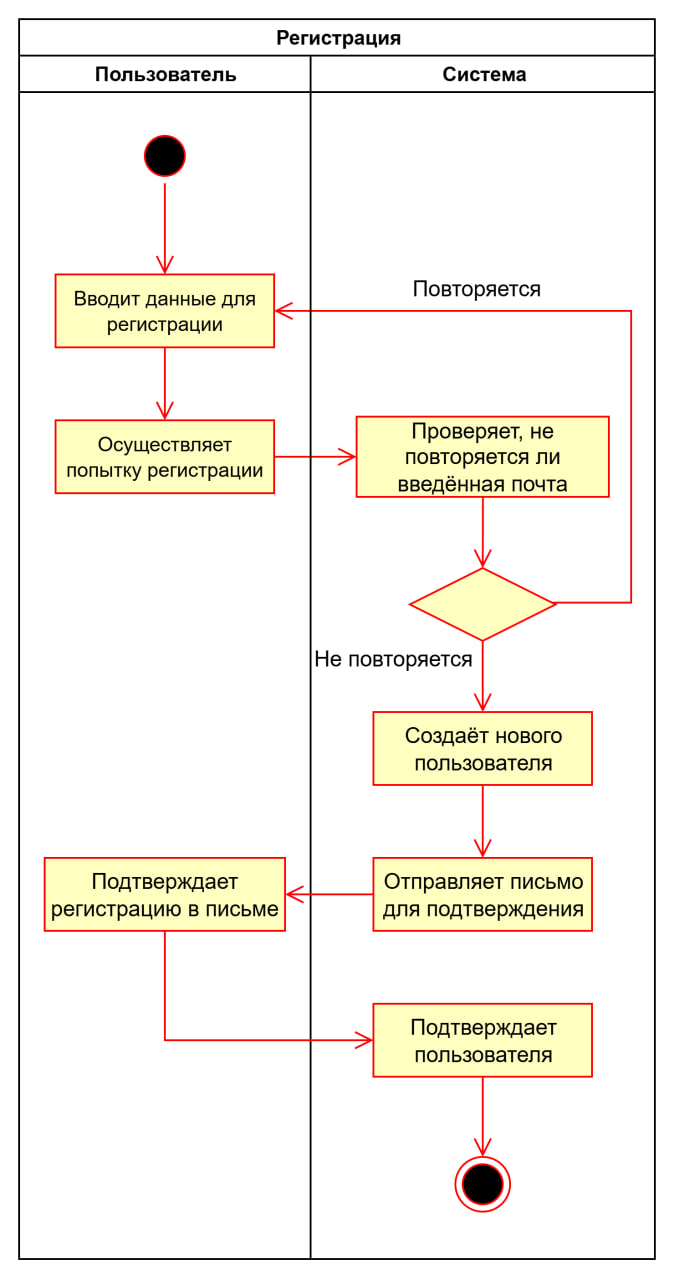 Регистрация
Пользователь
Система
Вводит данные для
регистрации
Повторяется
Осуществляет
попытку регистрации
Проверяет, не
повторяется ли
введённая почта
Не повторяется
Создаёт нового
пользователя
Отправляет письмо
для подтверждения
Подтверждает
регистрацию в письме
Подтверждает
пользователя